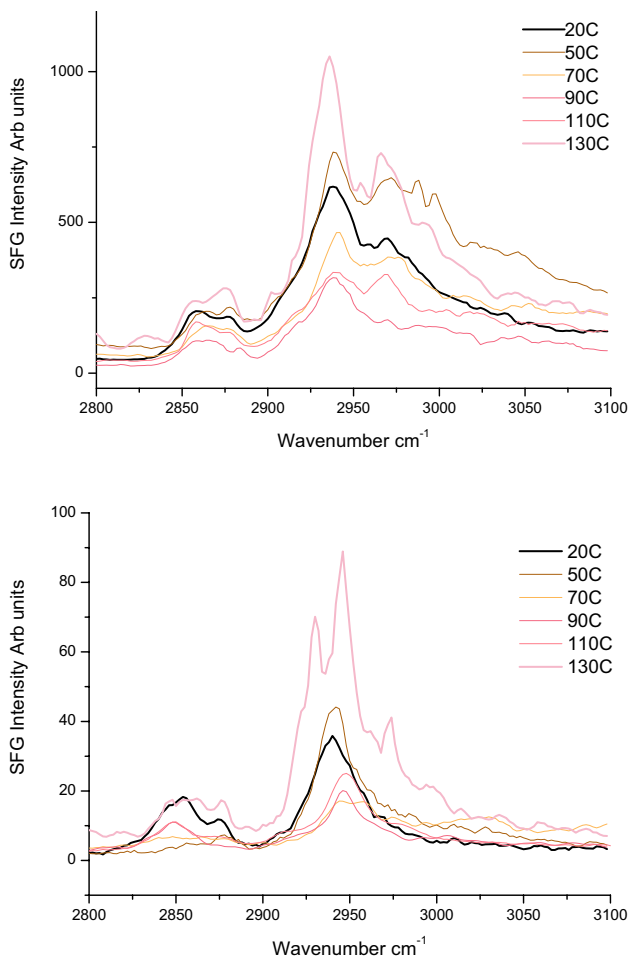 20C
50C
70C
90C
110C
130C
1000
500
0
SFG Intensity Arb units
2800 2850 2900 2950 3000 3050 3100
Wavenumber cm⁻¹
100
80
60
40
20
0
SFG Intensity Arb units
20C
50C
70C
90C
110C
130C
2800 2850 2900 2950 3000 3050 3100
Wavenumber cm⁻¹